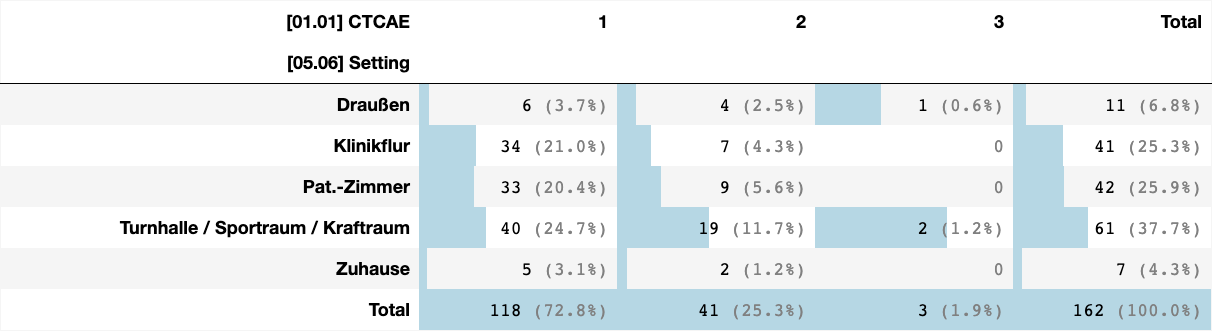 [01.01] CTCAE 1 2 3 Total
[05.06] Setting
Draußen 6 (3.7%) 4 (2.5%) 1 (0.6%) 11 (6.8%)
Klinikflur 34 (21.0%) 7 (4.3%) 0 41 (25.3%)
Pat.-Zimmer 33 (20.4%) 9 (5.6%) 0 42 (25.9%)
Turnhalle / Sportraum / Kraftraum 40 (24.7%) 19 (11.7%) 2 (1.2%) 61 (37.7%)
Zuhause 5 (3.1%) 2 (1.2%) 0 7 (4.3%)
Total 118 (72.8%) 41 (25.3%) 3 (1.9%) 162 (100.0%)